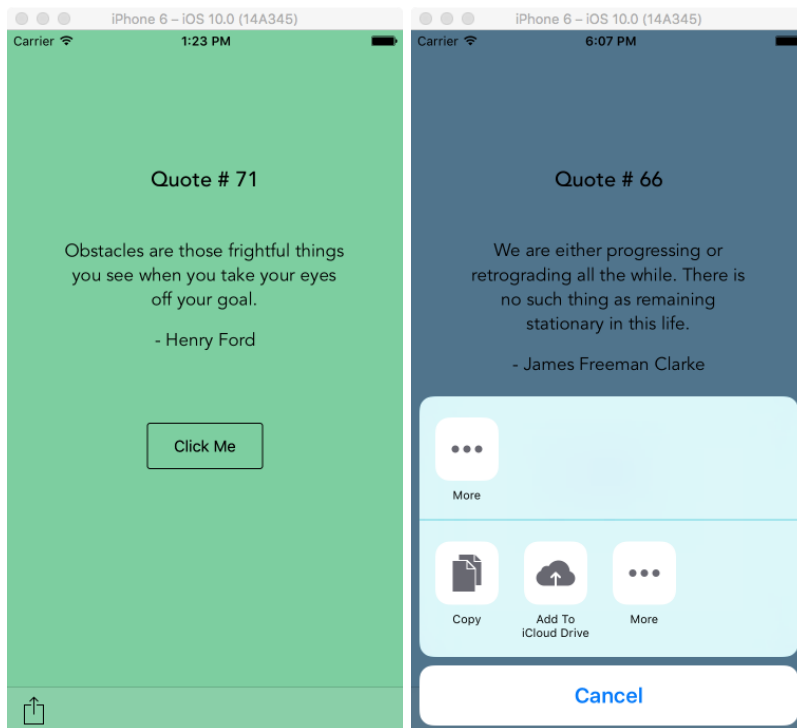 iPhone 6 – iOS 10.0 (14A345)
Carrier
1:23 PM
Quote # 71
Obstacles are those frightful things
you see when you take your eyes
off your goal.
- Henry Ford
Click Me
iPhone 6 – iOS 10.0 (14A345)
Carrier
6:07 PM
Quote # 66
We are either progressing or
retrograding all the while. There is
no such thing as remaining
stationary in this life.
- James Freeman Clarke
More
Copy
Add To
iCloud Drive
More
Cancel